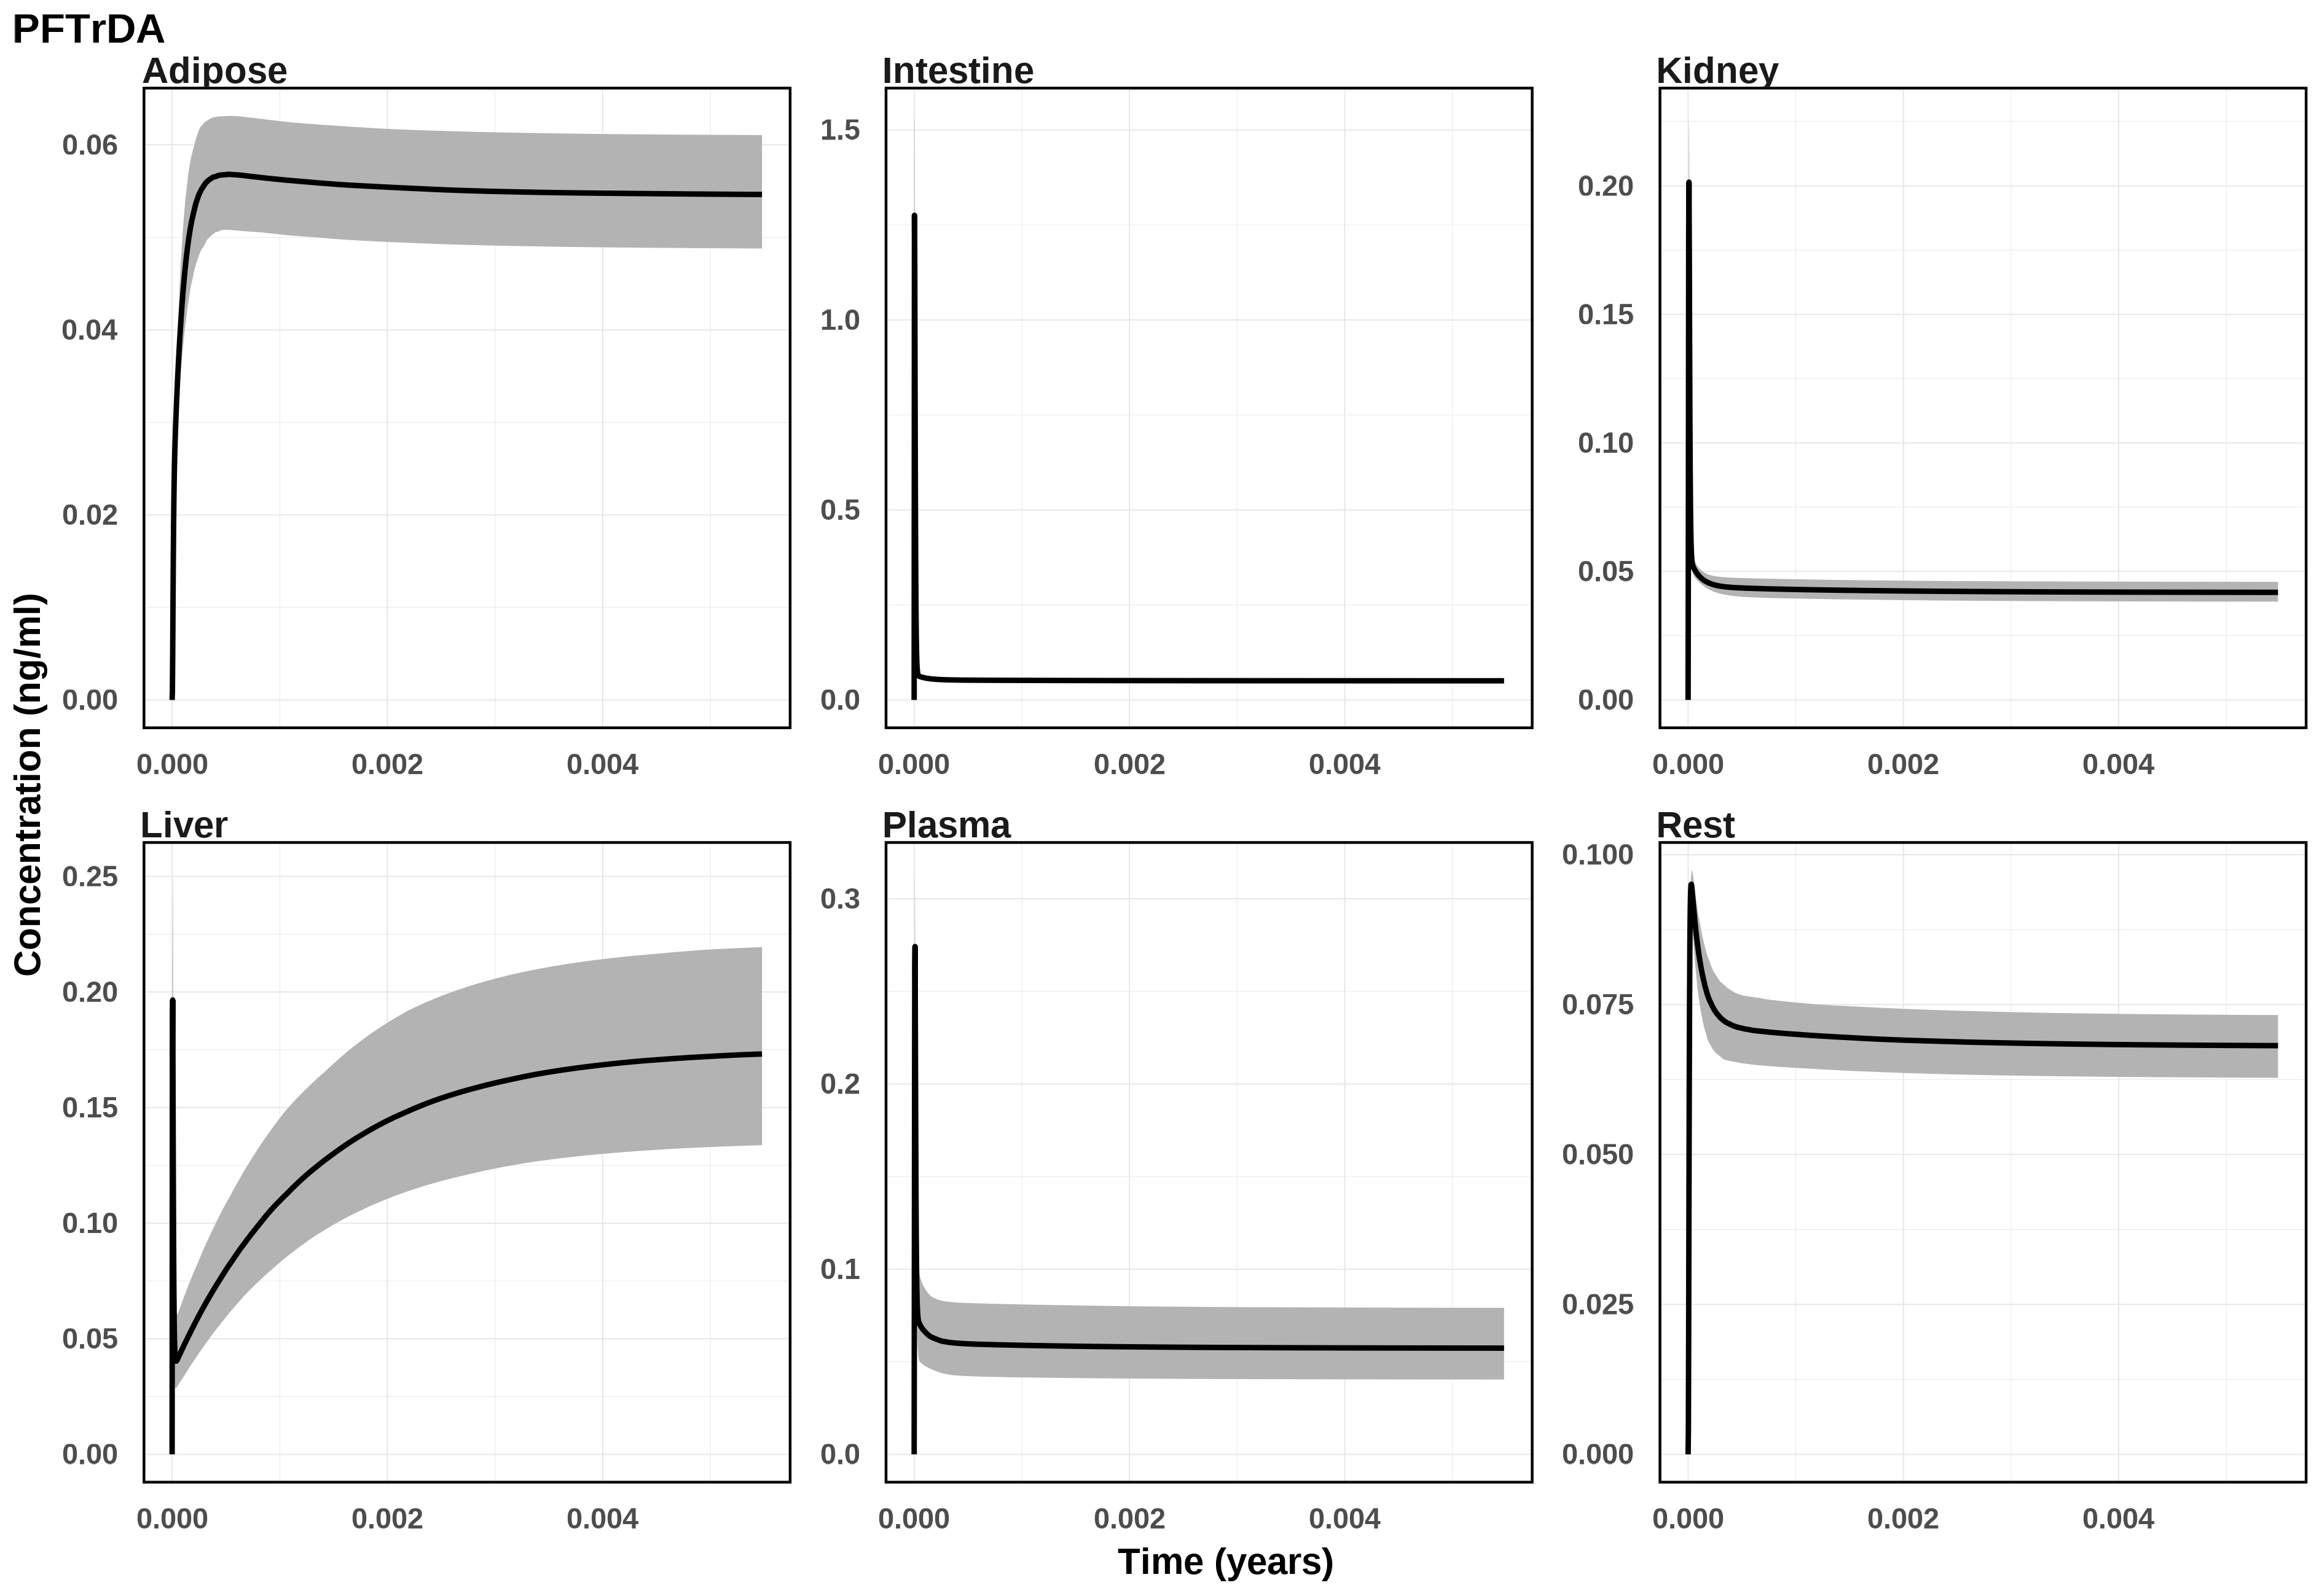 PFTrDA
Adipose Intestine Kidney
0.06 1.5 0.20
0.04 1.0 0.15
0.02 0.5 0.10
0.00 0.0 0.05
0.00
0.000 0.002 0.004 0.000 0.002 0.004 0.000 0.002 0.004
Concentration (ng/ml)
Liver Plasma Rest
0.25 0.3 0.100
0.20 0.2 0.075
0.15 0.1 0.050
0.10 0.0 0.025
0.05 0.000
0.00
0.000 0.002 0.004 0.000 0.002 0.004 0.000 0.002 0.004
Time (years)